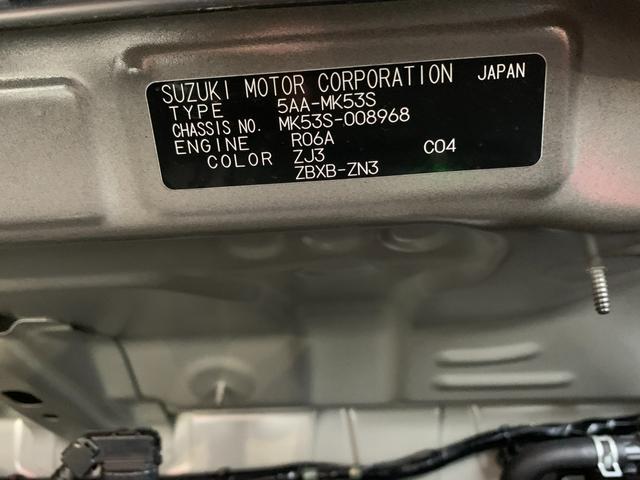 SUZUKI MOTOR CORPORATION JAPAN
TYPE 5AA-MK53S
CHASSIS NO. MK53S-008968
ENGINE R06A
COLOR ZJ3 C04
ZBXB-ZN3